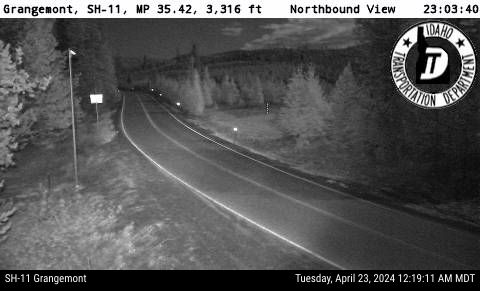 Grangemont, SH-11, MP 35.42, 3,316 ft Northbound View 23:03:40
IDAHO
TRANSPORTATION DEPARTMENT
SH-11 Grangemont Tuesday, April 23, 2024 12:19:11 AM MDT